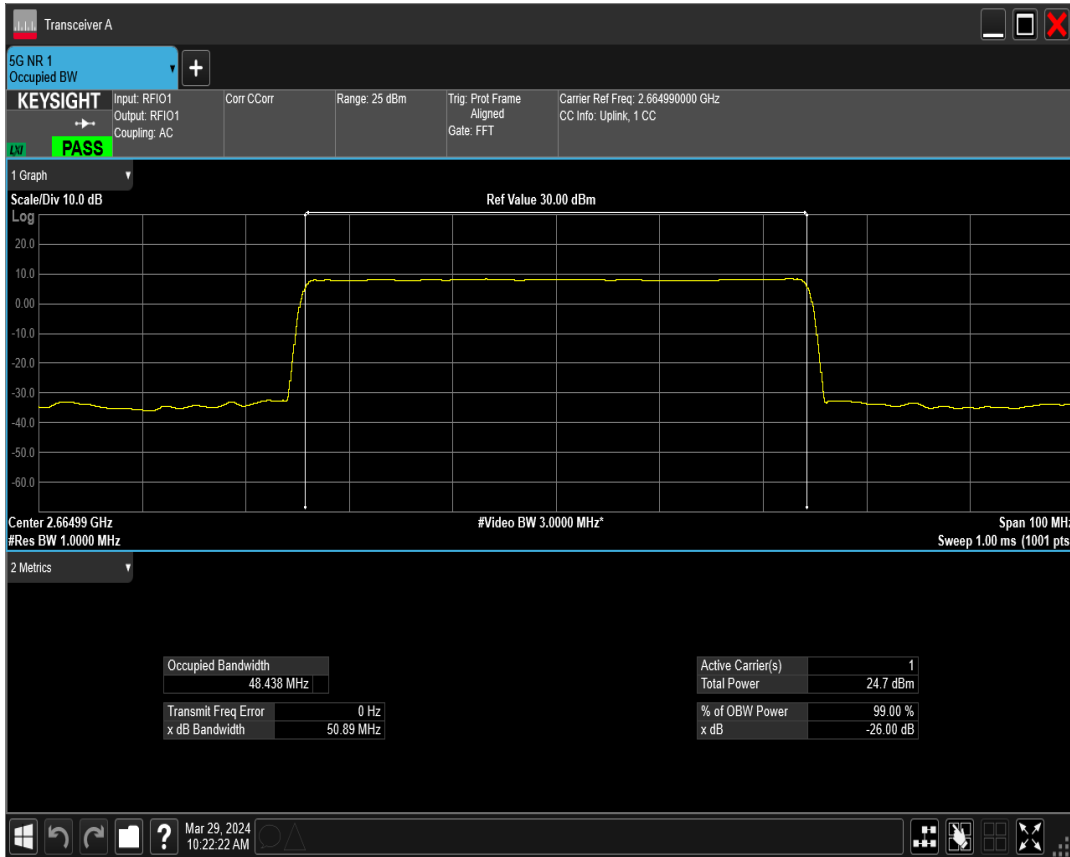 Transceiver A
5G NR 1
Occupied BW
+
KEYSIGHT
LXI
PASS
Input: RFIO1
Output: RFIO1
Coupling: AC
Corr CCorr
Range: 25 dBm
Trig: Prot Frame
Aligned
Gate: FFT
Carrier Ref Freq: 2.664990000 GHz
CC Info: Uplink, 1 CC
1 Graph
Scale/Div 10.0 dB
Ref Value 30.00 dBm
Log
20.0
10.0
0.00
-10.0
-20.0
-30.0
-40.0
-50.0
-60.0
Center 2.66499 GHz
#Video BW 3.0000 MHz*
Span 100 MHz
#Res BW 1.0000 MHz
Sweep 1.00 ms (1001 pts
2 Metrics
Occupied Bandwidth
48.438 MHz
Transmit Freq Error 0 Hz
x dB Bandwidth 50.89 MHz
Active Carrier(s) 1
Total Power 24.7 dBm
% of OBW Power 99.00 %
x dB -26.00 dB
?
Mar 29, 2024
10:22:22 AM